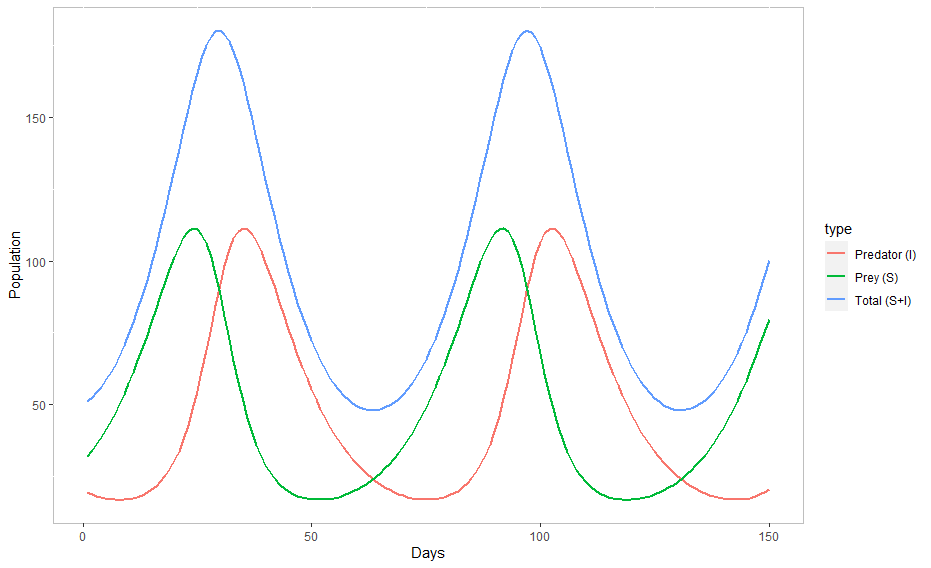 150
100
50
Population
0
50
100
150
Days
type
Predator (I)
Prey (S)
Total (S+I)